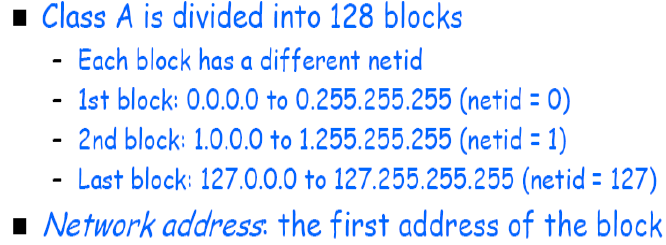 ■ Class A is divided into 128 blocks
- Each block has a different netid
- 1st block: 0.0.0.0 to 0.255.255.255 (netid = 0)
- 2nd block: 1.0.0.0 to 1.255.255.255 (netid = 1)
- Last block: 127.0.0.0 to 127.255.255.255 (netid = 127)
■ Network address: the first address of the block